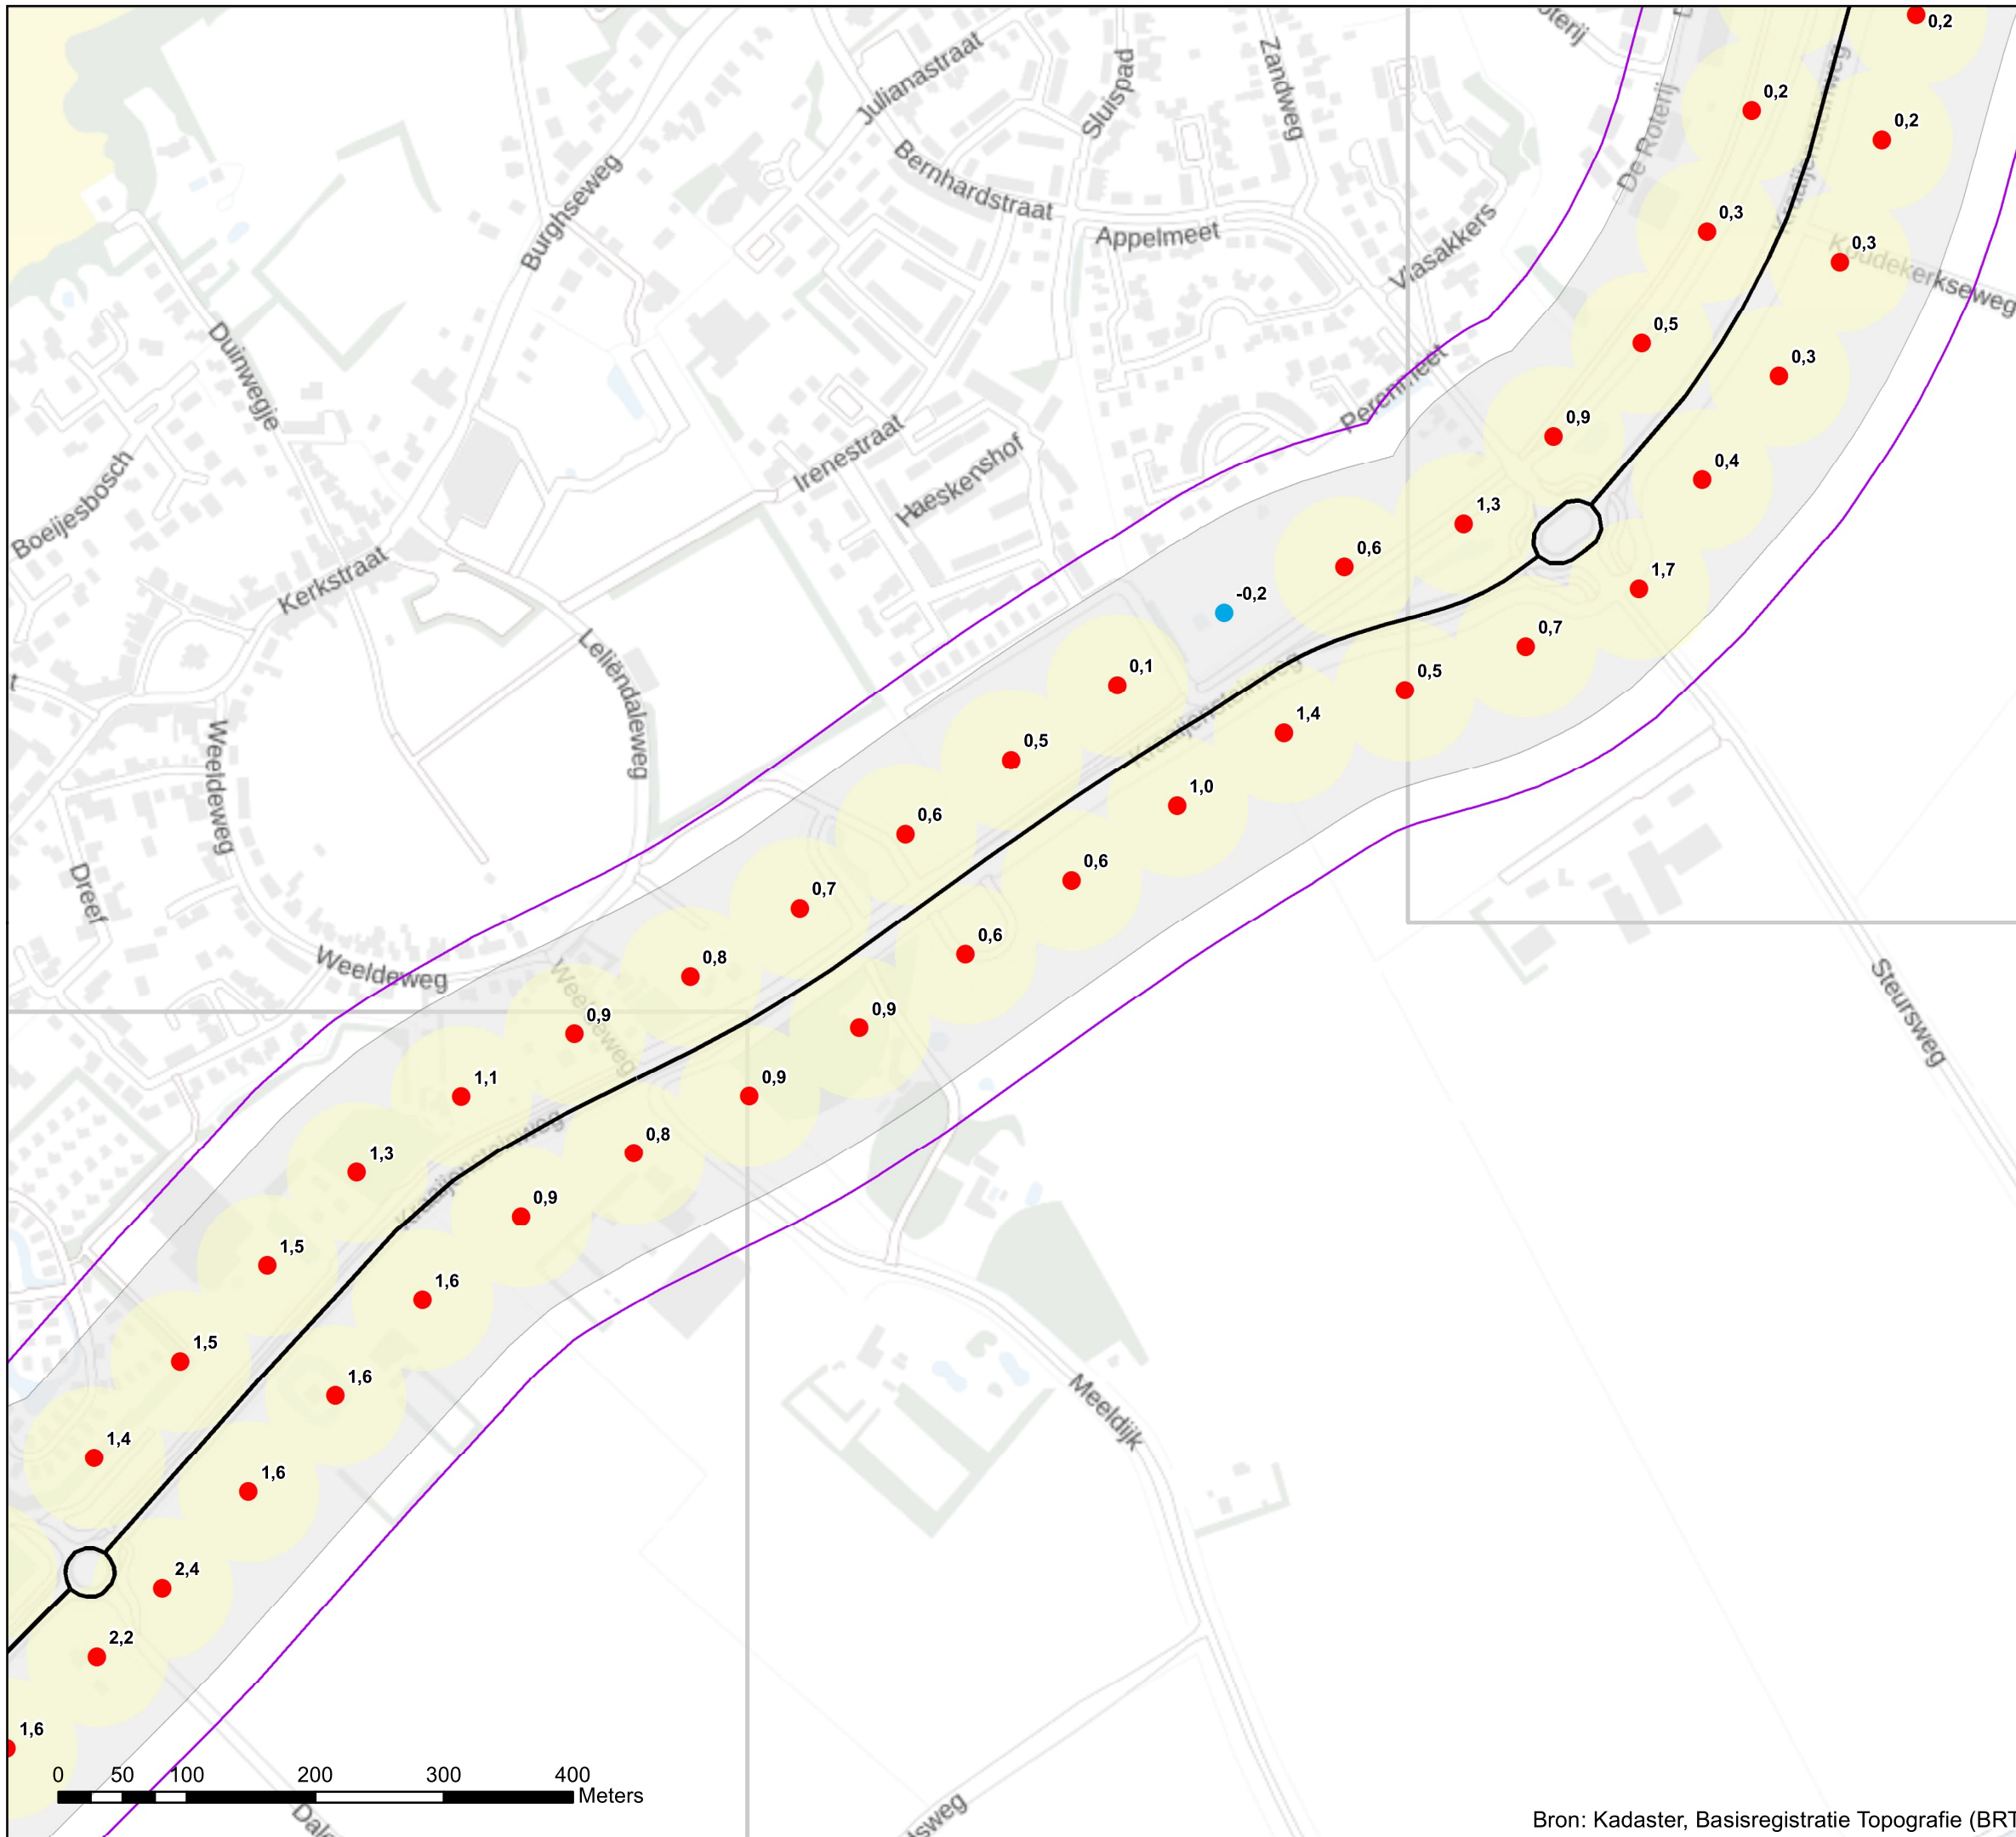 0,2
Julianastraat
Sluispad
Zandweg
0,2
De Roterij
0,2
Bernhardstraat
Burghseweg
Appelmeet
Vlasakkers
0,3
0,3
Koudekerkseweg
Duinwegje
0,5
0,3
Perenmeet
0,9
Irenestraat
Haeskenshof
0,4
Boeijesbosch
1,3
0,6
1,7
Kerkstraat
-0,2
0,7
Leliëndaleweg
0,1
0,5
Kraaijensteinweg
1,4
0,5
1,0
Weeldeweg
0,6
0,6
Dreef
0,7
0,6
Weeldeweg
0,8
Weeldeweg
0,9
0,9
Steursweg
1,1
0,9
1,3
0,8
Kraaijensteinweg
0,9
1,5
1,6
1,5
1,6
Meeldijk
1,4
1,6
2,4
2,2
1,6
0 50 100 200 300 400
Meters
Bron: Kadaster, Basisregistratie Topografie (BRT